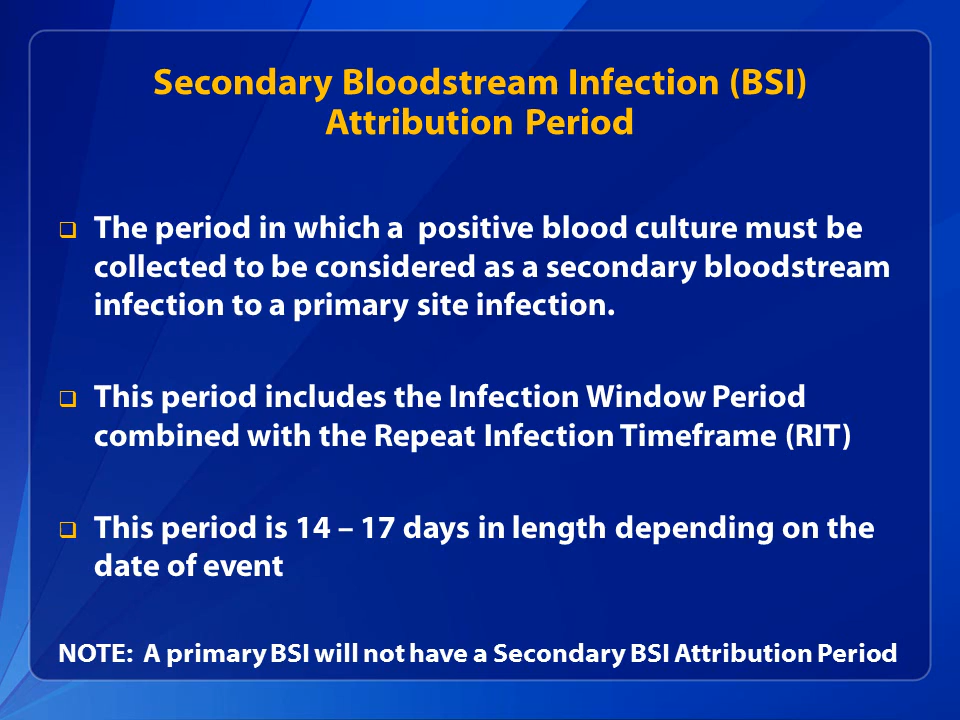 Secondary Bloodstream Infection (BSI)
Attribution Period
The period in which a positive blood culture must be
collected to be considered as a secondary bloodstream
infection to a primary site infection.
This period includes the Infection Window Period
combined with the Repeat Infection Timeframe (RIT)
This period is 14 – 17 days in length depending on the
date of event
NOTE: A primary BSI will not have a Secondary BSI Attribution Period